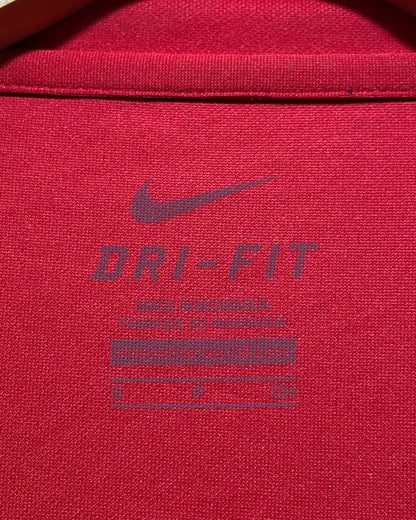 DRI-FIT
MADE IN NICARAGUA
FABRIQUÉ AU NICARAGUA
S P CH